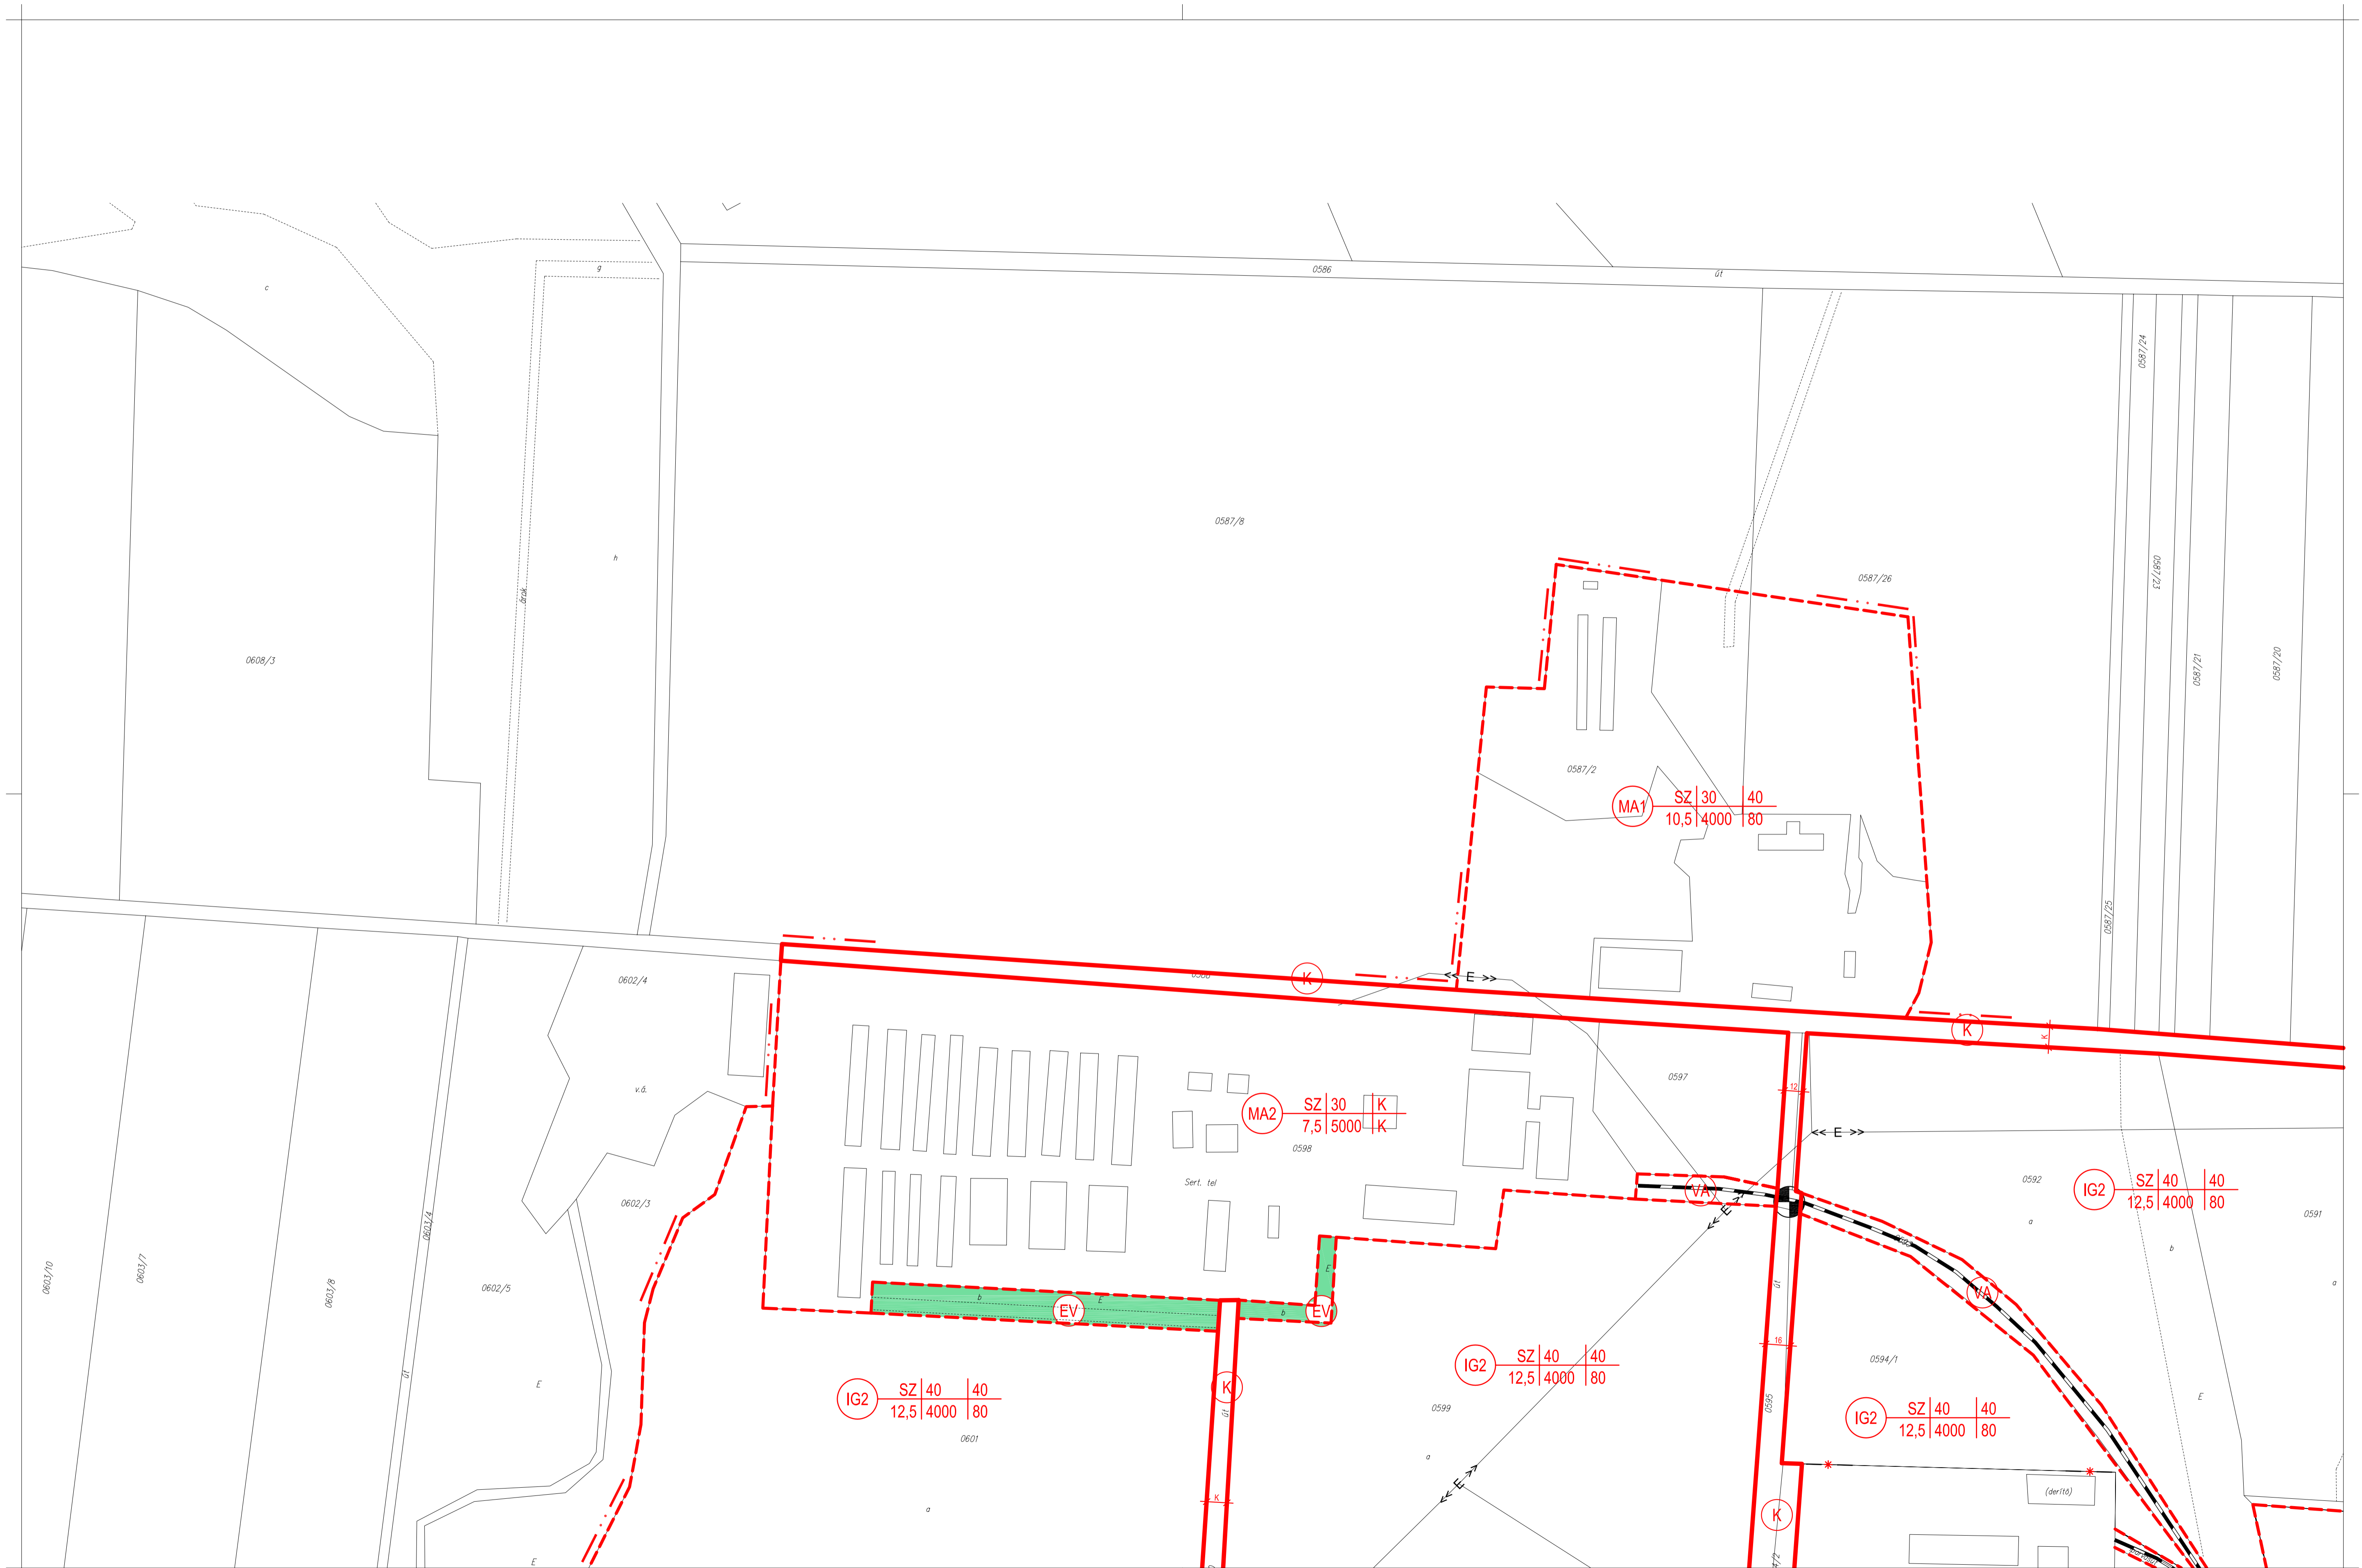 g
0586
út
c
0587/24
0587/8
h
árok
0587/26
0587/23
0608/3
0587/21
0587/20
0587/2
MA1
SZ 30 40
10,5 4000 80
0587/25
0602/4
K
E
K
K
v.á.
0597
12
MA2
SZ 30 K
7,5 5000 K
0598
E
Sert. tel
0602/3
VA
E
0592
IG2
SZ 40 40
12,5 4000 80
a
0591
0603/4
0603/10
0603/7
0603/8
0602/5
b
E
EV
E
b
EV
b
út
VA
a
16
0594/1
IG2
SZ 40 40
12,5 4000 80
út
E
K
út
IG2
SZ 40 40
12,5 4000 80
0599
0595
E
IG2
SZ 40 40
12,5 4000 80
0601
a
E
K
a
K
(derítő)
E